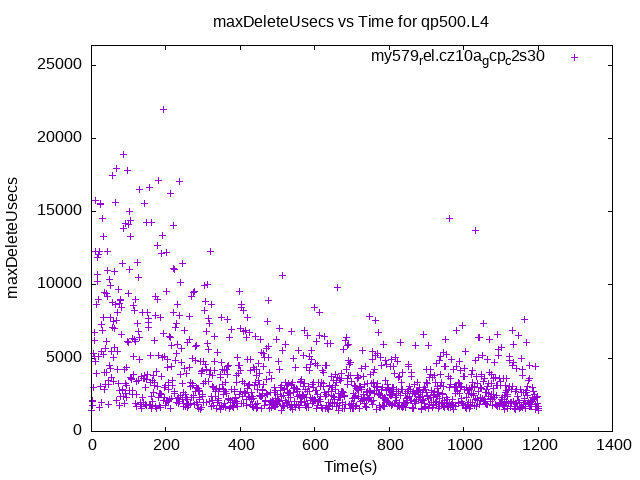 maxDeleteUsecs vs Time for qp500.L4
my579_rel.cz10a_gcp_c2s30
25000
20000
15000
10000
5000
0
maxDeleteUsecs
0 200 400 600 800 1000 1200 1400
Time(s)